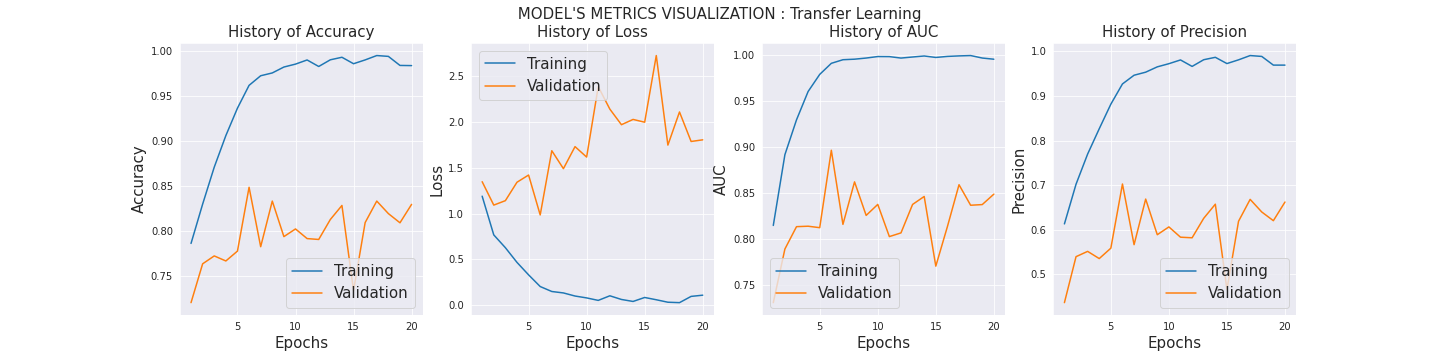 MODEL'S METRICS VISUALIZATION : Transfer Learning
History of Accuracy
1.00
0.95
0.90
0.85
0.80
0.75
Accuracy
Training
Validation
5
10
15
20
Epochs
History of Loss
2.5
2.0
1.5
1.0
0.5
0.0
Loss
Training
Validation
5
10
15
20
Epochs
History of AUC
1.00
0.95
0.90
0.85
0.80
0.75
AUC
Training
Validation
5
10
15
20
Epochs
History of Precision
1.0
0.9
0.8
0.7
0.6
0.5
Precision
Training
Validation
5
10
15
20
Epochs